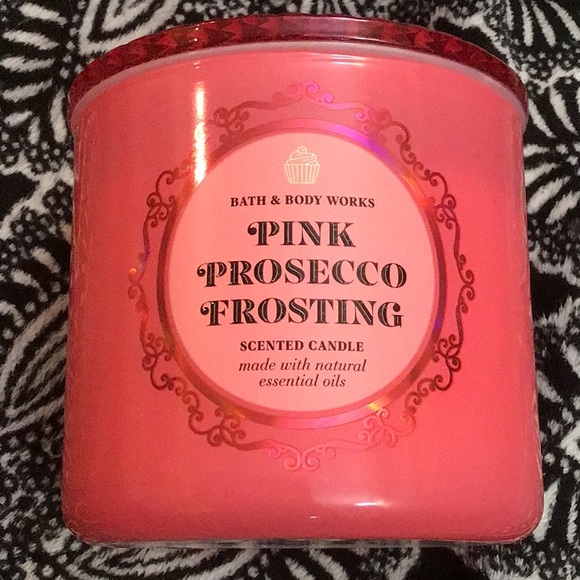 BATH & BODY WORKS
PINK
PROSECCO
FROSTING
SCENTED CANDLE
made with natural
essential oils